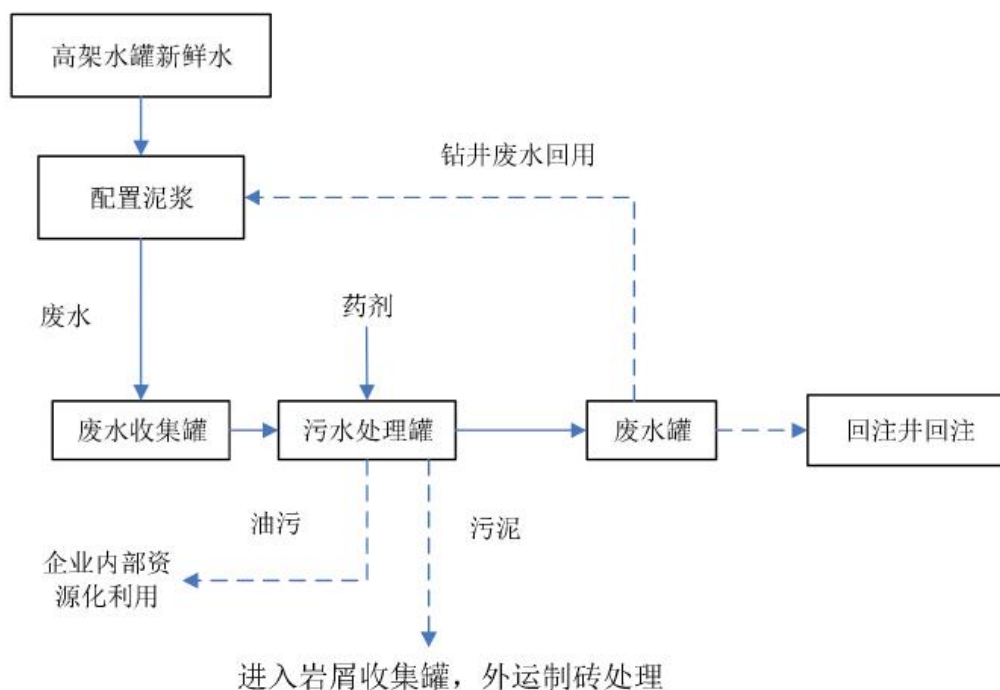 高架水罐新鲜水
钻井废水回用
配置泥浆
废水
药剂
废水收集罐
污水处理罐
废水罐
回注井回注
油污
污泥
企业内部资
源化利用
进入岩屑收集罐，外运制砖处理